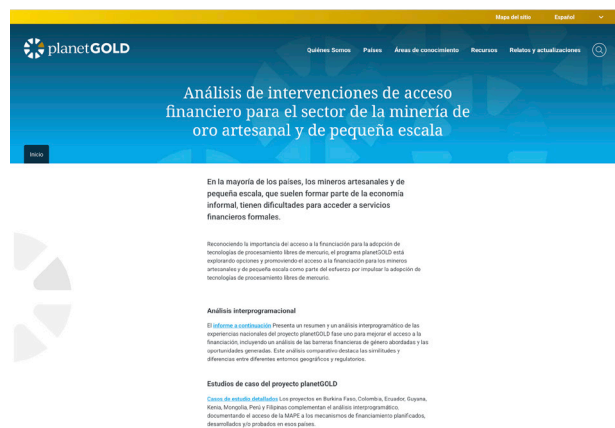 Mapa del sitio Español
planetGOLD
Quiénes Somos Países Áreas de conocimiento Recursos Relatos y actualizaciones
Análisis de intervenciones de acceso
financiero para el sector de la minería de
oro artesanal y de pequeña escala
Inicio
En la mayoría de los países, los mineros artesanales y de
pequeña escala, que suelen formar parte de la economía
informal, tienen dificultades para acceder a servicios
financieros formales.
Reconociendo la importancia del acceso a la financiación para la adopción de
tecnologías de procesamiento libres de mercurio, el programa planetGOLD está
explorando opciones y promoviendo el acceso a la financiación para los mineros
artesanales y de pequeña escala como parte del esfuerzo por impulsar la adopción de
tecnologías de procesamiento libres de mercurio.
Análisis interprogramacional
El informe a continuación Presenta un resumen y un análisis interprogramático de las
experiencias nacionales del proyecto planetGOLD fase uno para mejorar el acceso a la
financiación, incluyendo un análisis de las barreras financieras de género abordadas y las
oportunidades generadas. Este análisis comparativo destaca las similitudes y
diferencias entre diferentes entornos geográficos y regulatorios.
Estudios de caso del proyecto planetGOLD
Casos de estudio detallados Los proyectos en Burkina Faso, Colombia, Ecuador, Guyana,
Kenia, Mongolia, Perú y Filipinas complementan el análisis interprogramático,
documentando el acceso de la MAPE a los mecanismos de financiamiento planificados,
desarrollados y/o probados en esos países.